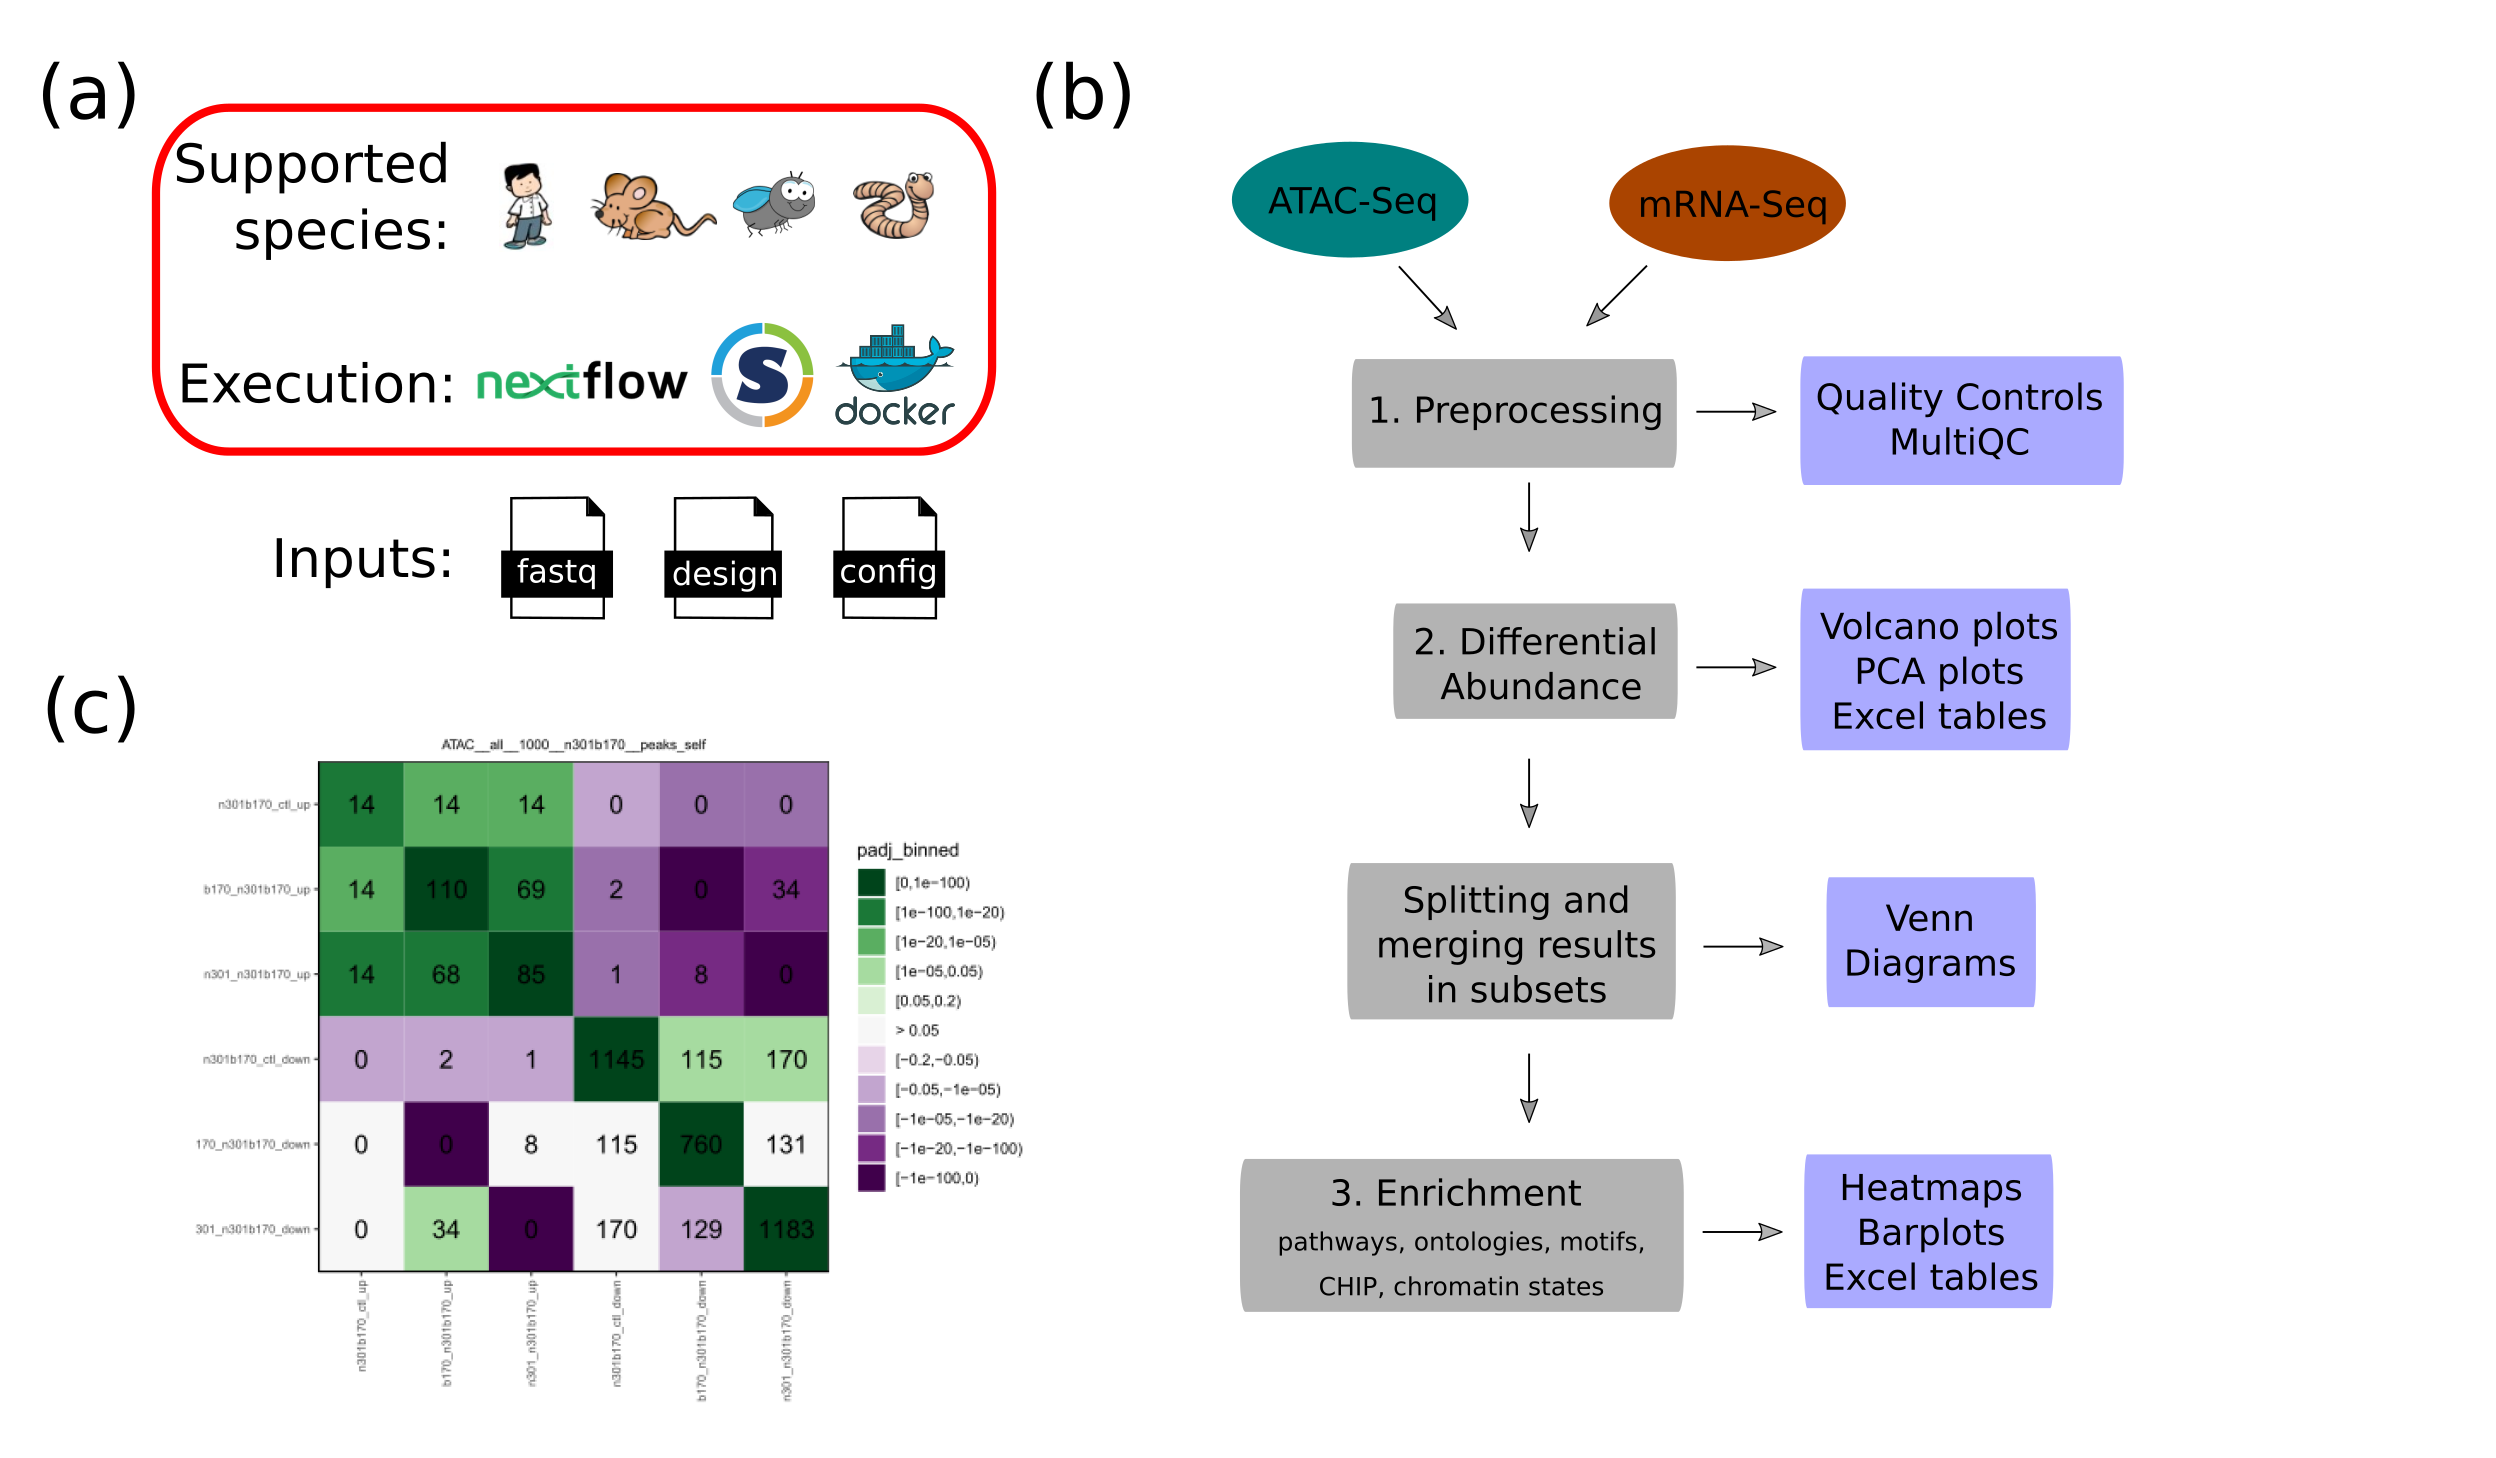 (a)
Supported
species:
Execution:
nextflow
S
docker
Inputs:
fastq
design
config
(b)
ATAC-Seq
mRNA-Seq
1. Preprocessing
Quality Controls
MultiQC
2. Differential
Abundance
Volcano plots
PCA plots
Excel tables
Splitting and
merging results
in subsets
Venn
Diagrams
3. Enrichment
pathways, ontologies, motifs,
CHIP, chromatin states
Heatmaps
Barplots
Excel tables
(c)
ATAC__all__1000__n301b170__peaks_self
n301b170_ctl_up 14 14 14 0 0 0
b170_n301b170_up 14 110 69 2 0 34
n301_n301b170_up 14 68 85 1 8 0
n301b170_ctl_down 0 2 1 1145 115 170
170_n301b170_down 0 0 8 115 760 131
301_n301b170_down 0 34 0 170 129 1183
n301b170_ctl_up
b170_n301b170_up
n301_n301b170_up
n301b170_ctl_down
b170_n301b170_down
n301_n301b170_down
padj_binned
[0,1e−100)
[1e−100,1e−20)
[1e−20,1e−05)
[1e−05,0.05)
[0.05,0.2)
> 0.05
[−0.2,−0.05)
[−0.05,−1e−05)
[−1e−05,−1e−20)
[−1e−20,−1e−100)
[−1e−100,0)